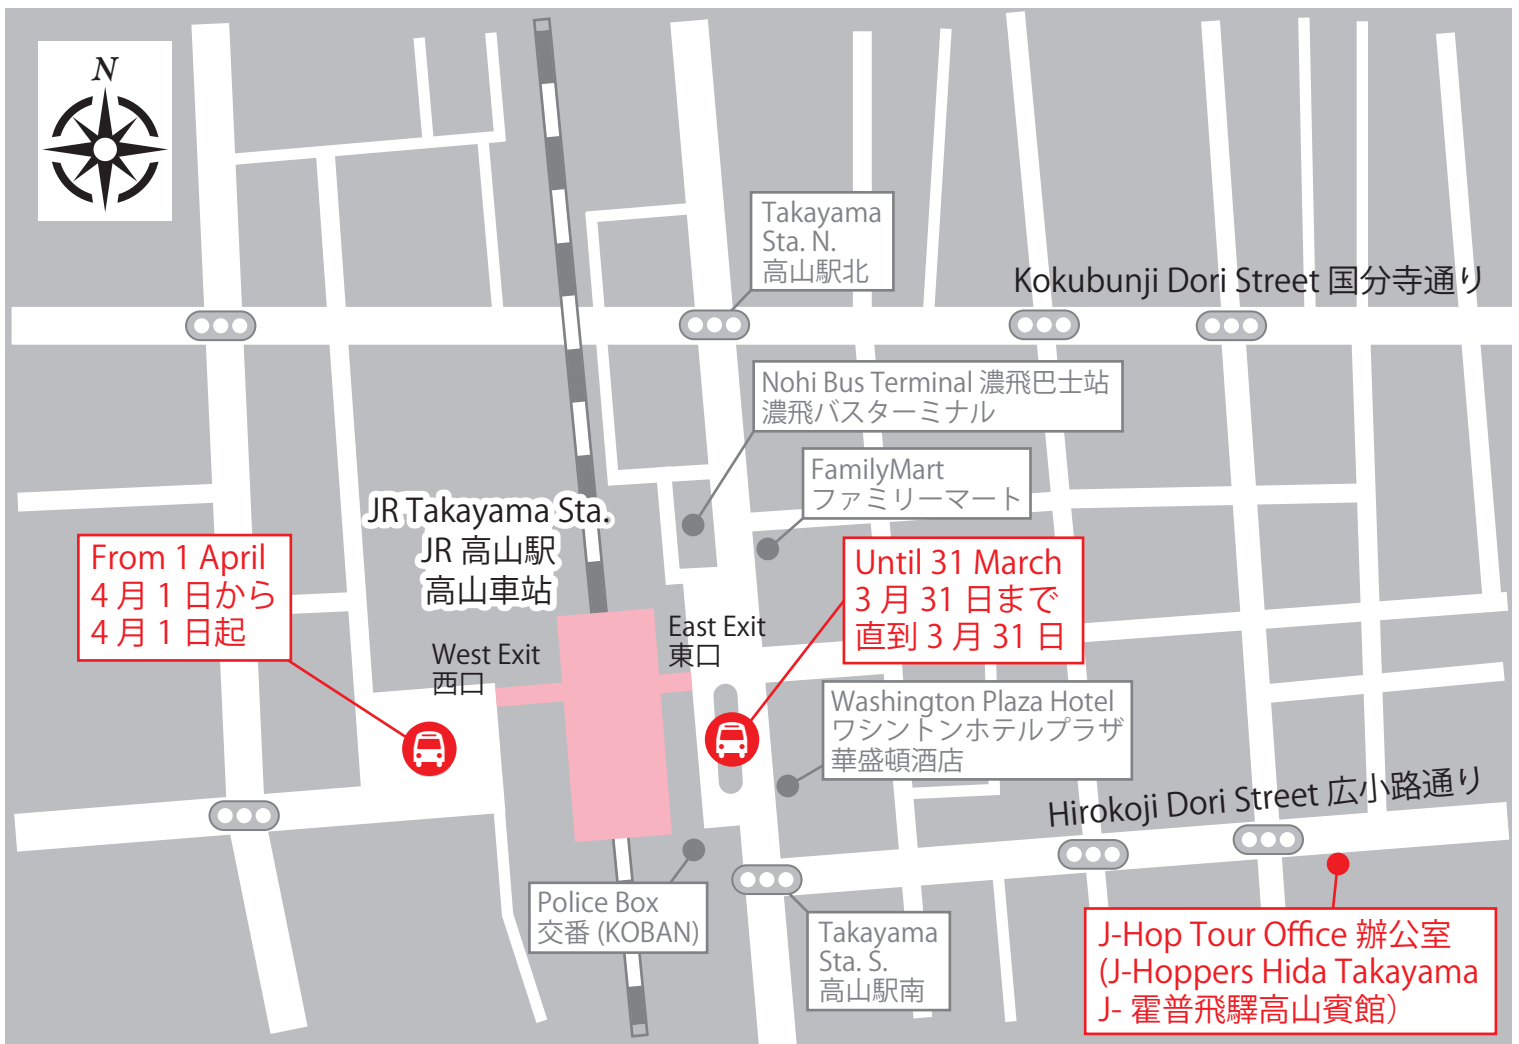 N
Takayama
Sta. N.
高山駅北
Kokubunji Dori Street 国分寺通り
Nohi Bus Terminal 濃飛巴士站
濃飛バスターミナル
FamilyMart
ファミリーマート
JR Takayama Sta.
JR 高山駅
高山車站
From 1 April
4 月 1 日から
4 月 1 日起
Until 31 March
3 月 31 日まで
直到 3 月 31 日
East Exit
東口
West Exit
西口
Washington Plaza Hotel
ワシントンホテルプラザ
華盛頓酒店
Hirokoji Dori Street 広小路通り
Police Box
交番 (KOBAN)
Takayama
Sta. S.
高山駅南
J-Hop Tour Office 辦公室
(J-Hoppers Hida Takayama
J- 霍普飛驒高山賓館）